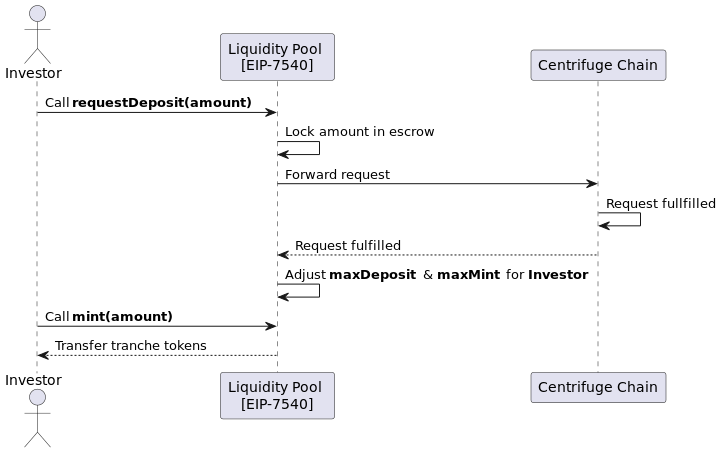 Investor
Liquidity Pool
[EIP-7540]
Centrifuge Chain
Call requestDeposit(amount)
Lock amount in escrow
Forward request
Request fullfilled
Request fulfilled
Adjust maxDeposit & maxMint for Investor
Call mint(amount)
Transfer tranche tokens
Investor
Liquidity Pool
[EIP-7540]
Centrifuge Chain